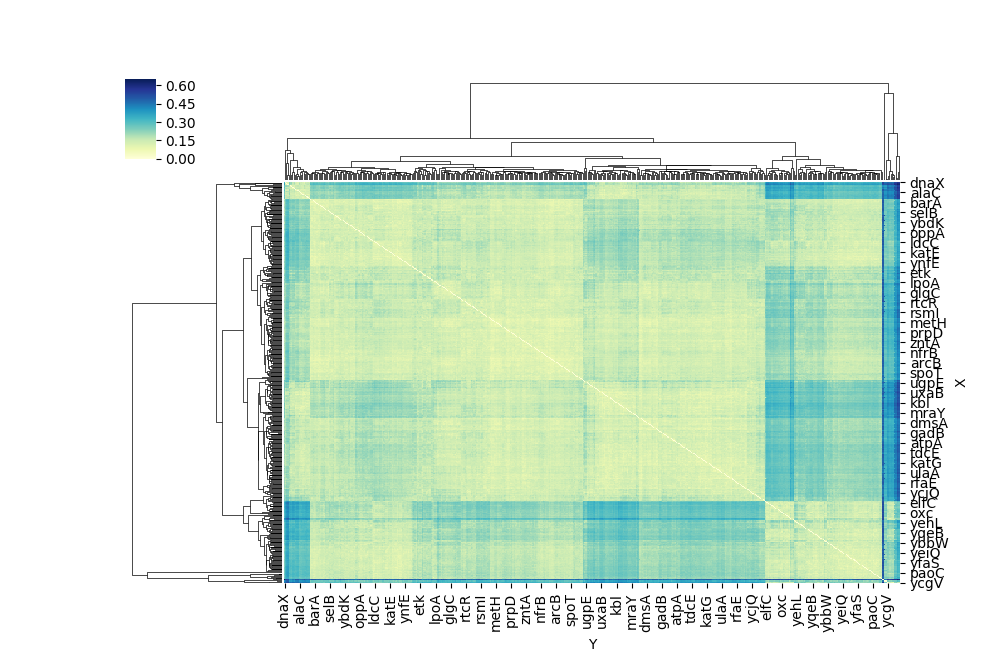 0.60
0.45
0.30
0.15
0.00
dnaX
alaC
barA
selB
ybdK
oppA
ldcC
katE
ynfE
etk
lpoA
glgC
rtcR
rsmI
metH
prpD
zntA
nfrB
arcB
spoT
ugpE
uxaB
kbl
mraY
dmsA
gadB
atpA
tdcE
katG
ulaA
rfaE
ycjQ
elfC
oxc
yehL
yqeB
ybbW
yeiQ
yfaS
paoC
ycgV
X
dnaX
alaC
barA
selB
ybdK
oppA
ldcC
katE
ynfE
etk
lpoA
glgC
rtcR
rsmI
metH
prpD
zntA
nfrB
arcB
spoT
ugpE
uxaB
kbl
mraY
dmsA
gadB
atpA
tdcE
katG
ulaA
rfaE
ycjQ
elfC
oxc
yehL
yqeB
ybbW
yeiQ
yfaS
paoC
ycgV
Y